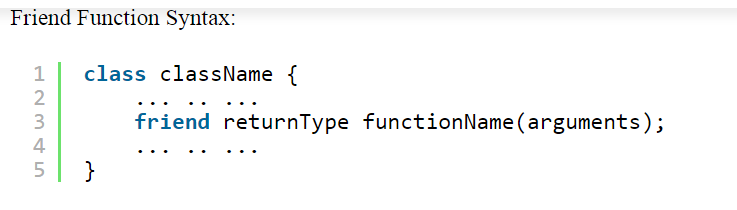 Friend Function Syntax:
1 class className {
2 ... .. ...
3 friend returnType functionName(arguments);
4 ... .. ...
5 }